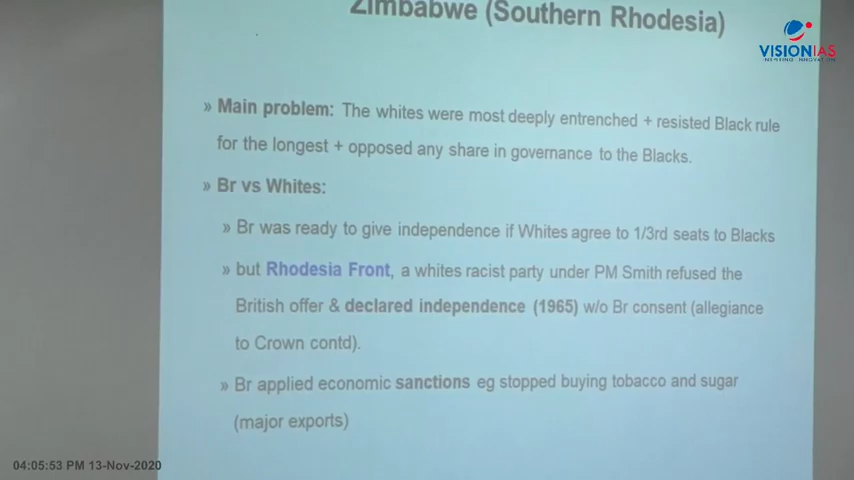 Zimbabwe (Southern Rhodesia)
VISIONIAS
» Main problem: The whites were most deeply entrenched + resisted Black rule
for the longest + opposed any share in governance to the Blacks.
» Br vs Whites:
» Br was ready to give independence if Whites agree to 1/3rd seats to Blacks
» but Rhodesia Front, a whites racist party under PM Smith refused the
British offer & declared independence (1965) w/o Br consent (allegiance
to Crown contd).
» Br applied economic sanctions eg stopped buying tobacco and sugar
(major exports)
04:05:53 PM 13-Nov-2020